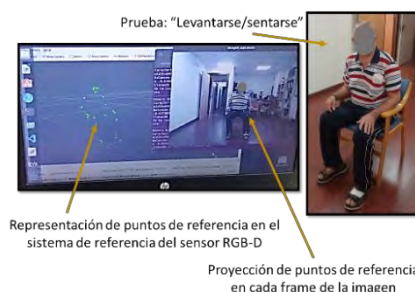 Prueba: “Levantarse/sentarse”
hp
Representación de puntos de referencia en el
sistema de referencia del sensor RGB-D
Proyección de puntos de referencia
en cada frame de la imagen